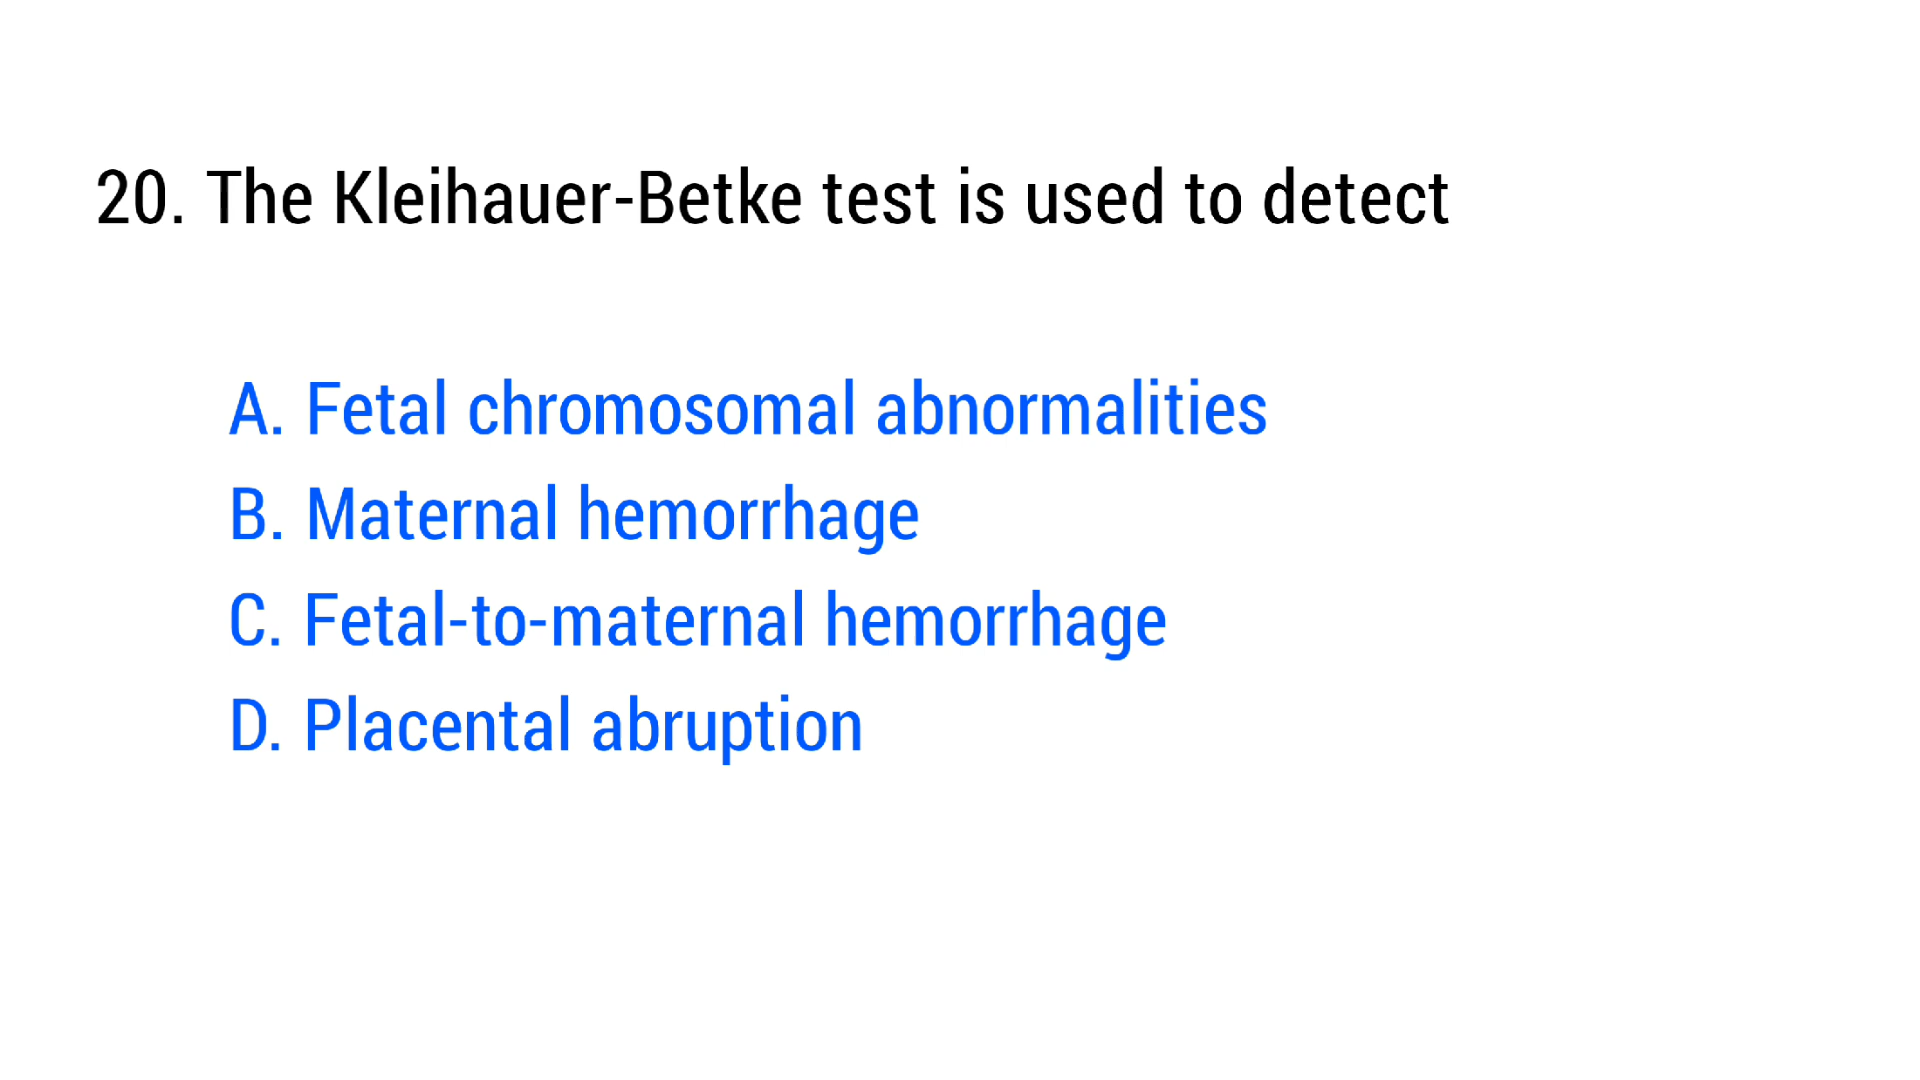 20. The Kleihauer-Betke test is used to detect
A. Fetal chromosomal abnormalities
B. Maternal hemorrhage
C. Fetal-to-maternal hemorrhage
D. Placental abruption